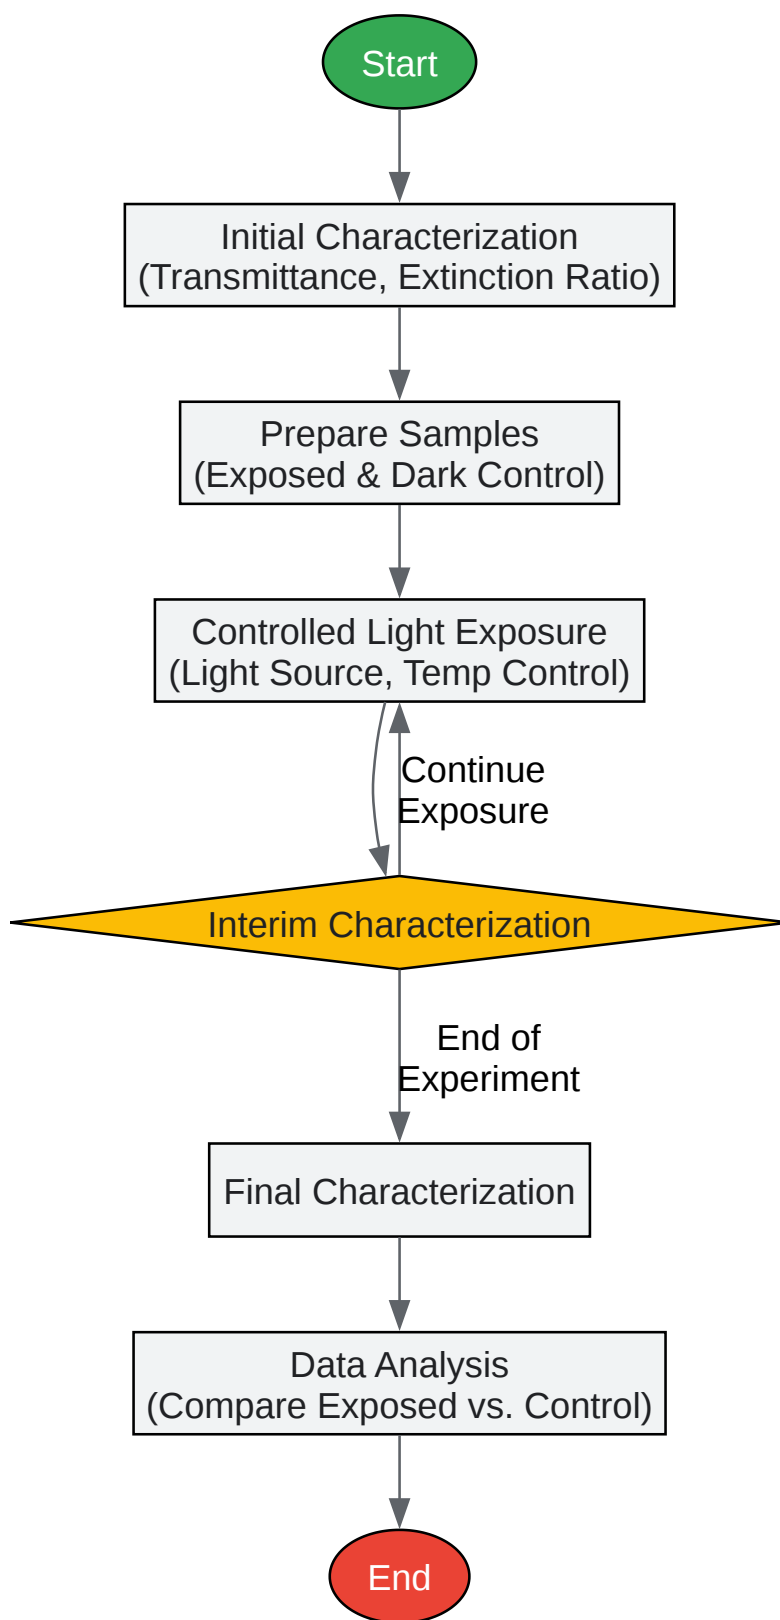 Start
Initial Characterization
(Transmittance, Extinction Ratio)
Prepare Samples
(Exposed & Dark Control)
Controlled Light Exposure
(Light Source, Temp Control)
Continue
Exposure
Interim Characterization
End of
Experiment
Final Characterization
Data Analysis
(Compare Exposed vs. Control)
End